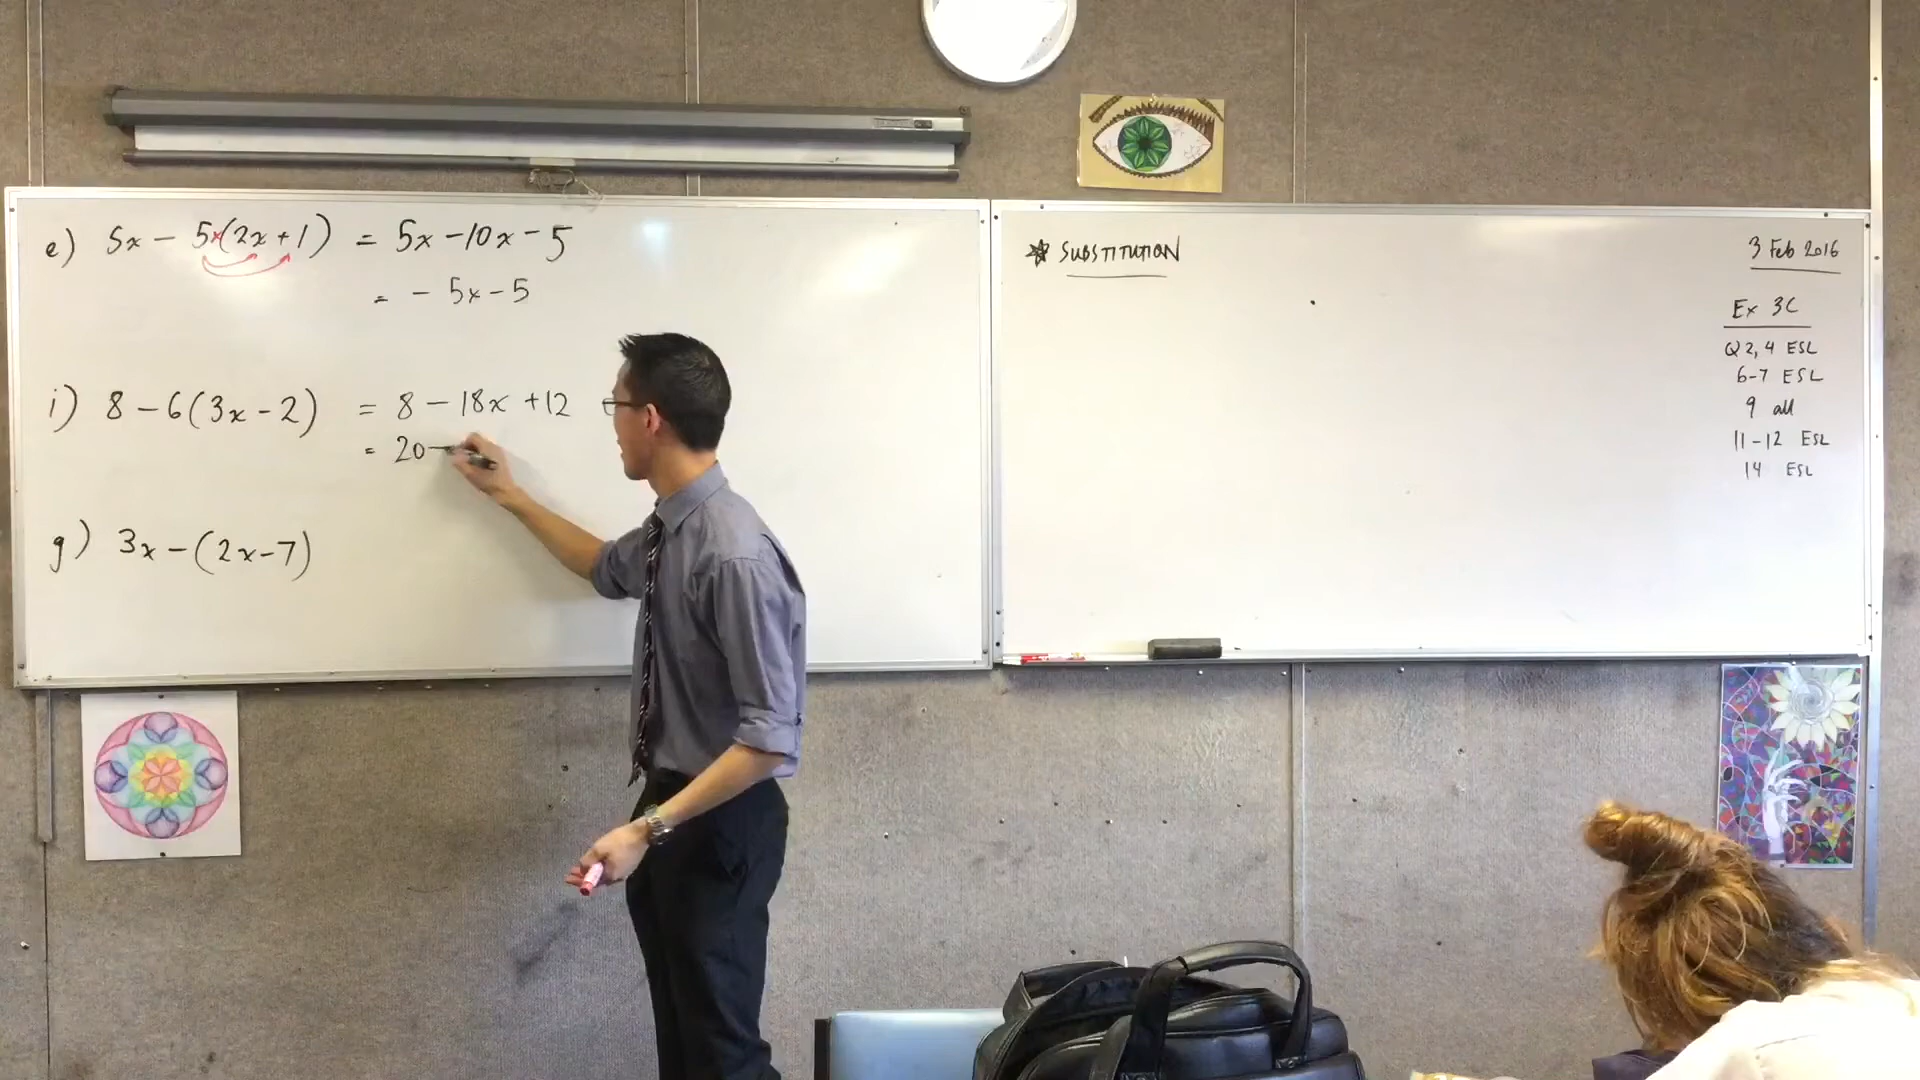 e) 5x - 5x(2x + 1) = 5x - 10x - 5
= - 5x - 5
i) 8 - 6(3x - 2) = 8 - 18x + 12
= 20 -
g) 3x - (2x - 7)
SUBSTITUTION
3 Feb 2016
Ex 3C
Q 2, 4 ESL
6-7 ESL
9 all
11-12 ESL
14 ESL